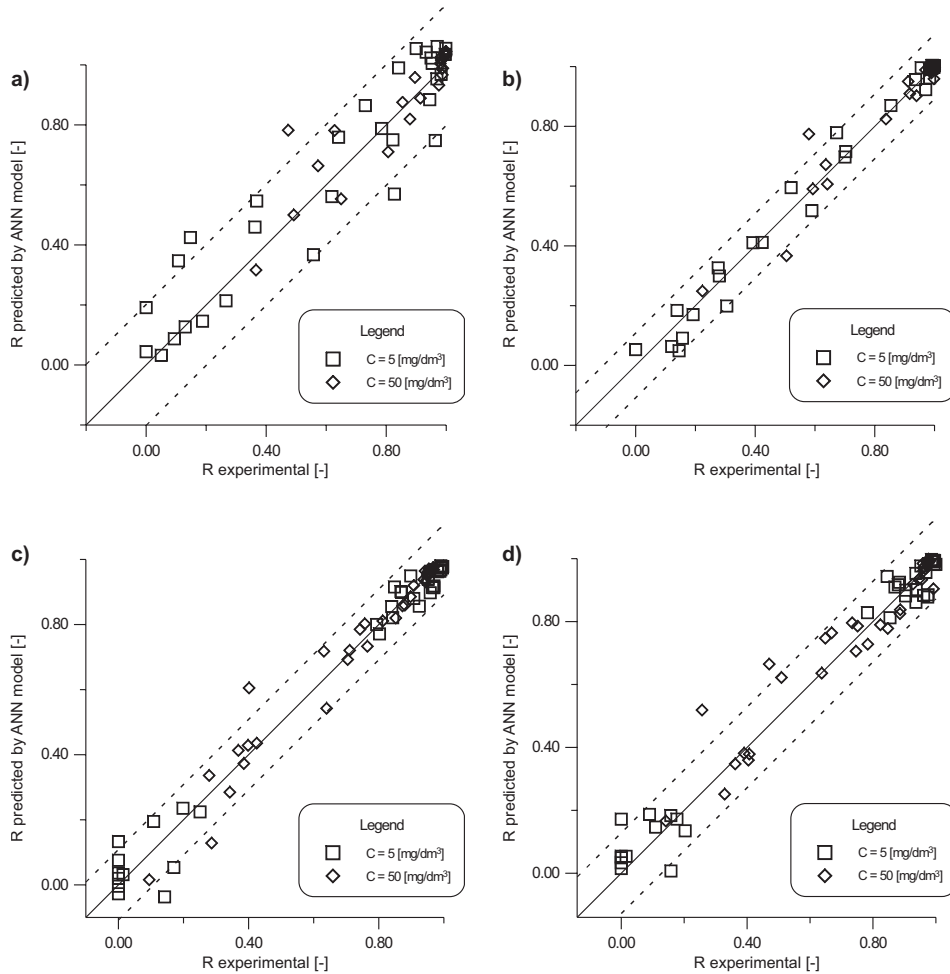 a)
R predicted by ANN model [-]
0.80
0.40
0.00
Legend
C = 5 [mg/dm³]
C = 50 [mg/dm³]
0.00 0.40 0.80
R experimental [-]
b)
R predicted by ANN model [-]
0.80
0.40
0.00
Legend
C = 5 [mg/dm³]
C = 50 [mg/dm³]
0.00 0.40 0.80
R experimental [-]
c)
R predicted by ANN model [-]
0.80
0.40
0.00
Legend
C = 5 [mg/dm³]
C = 50 [mg/dm³]
0.00 0.40 0.80
R experimental [-]
d)
R predicted by ANN model [-]
0.80
0.40
0.00
Legend
C = 5 [mg/dm³]
C = 50 [mg/dm³]
0.00 0.40 0.80
R experimental [-]